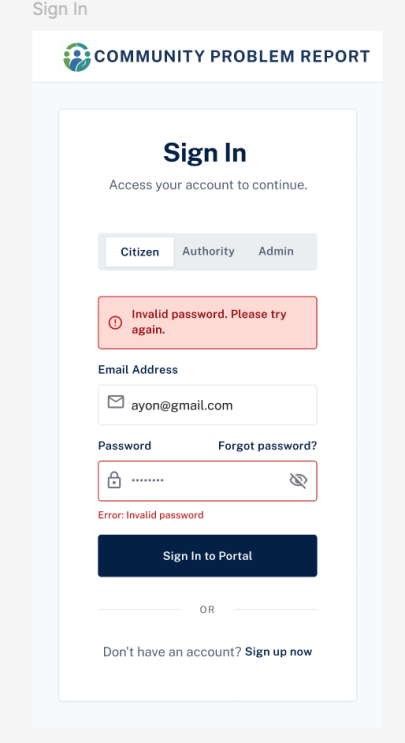 Sign In
COMMUNITY PROBLEM REPORT
Sign In
Access your account to continue.
Citizen Authority Admin
Invalid password. Please try
again.
Email Address
ayon@gmail.com
Password Forgot password?
········
Error: Invalid password
Sign In to Portal
OR
Don't have an account? Sign up now